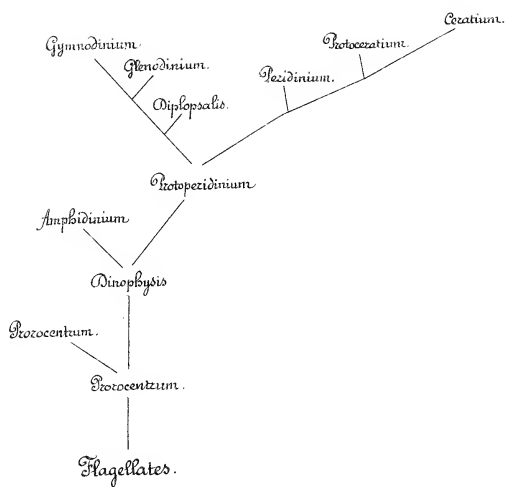 Ceratium.
Gymnodinium.
Protoceratium.
Glenodinium.
Peridinium.
Diplopsalis.
Protoperidinium
Amphidinium
Dinophysis
Prorocentrum.
Prorocentrum.
Flagellates.